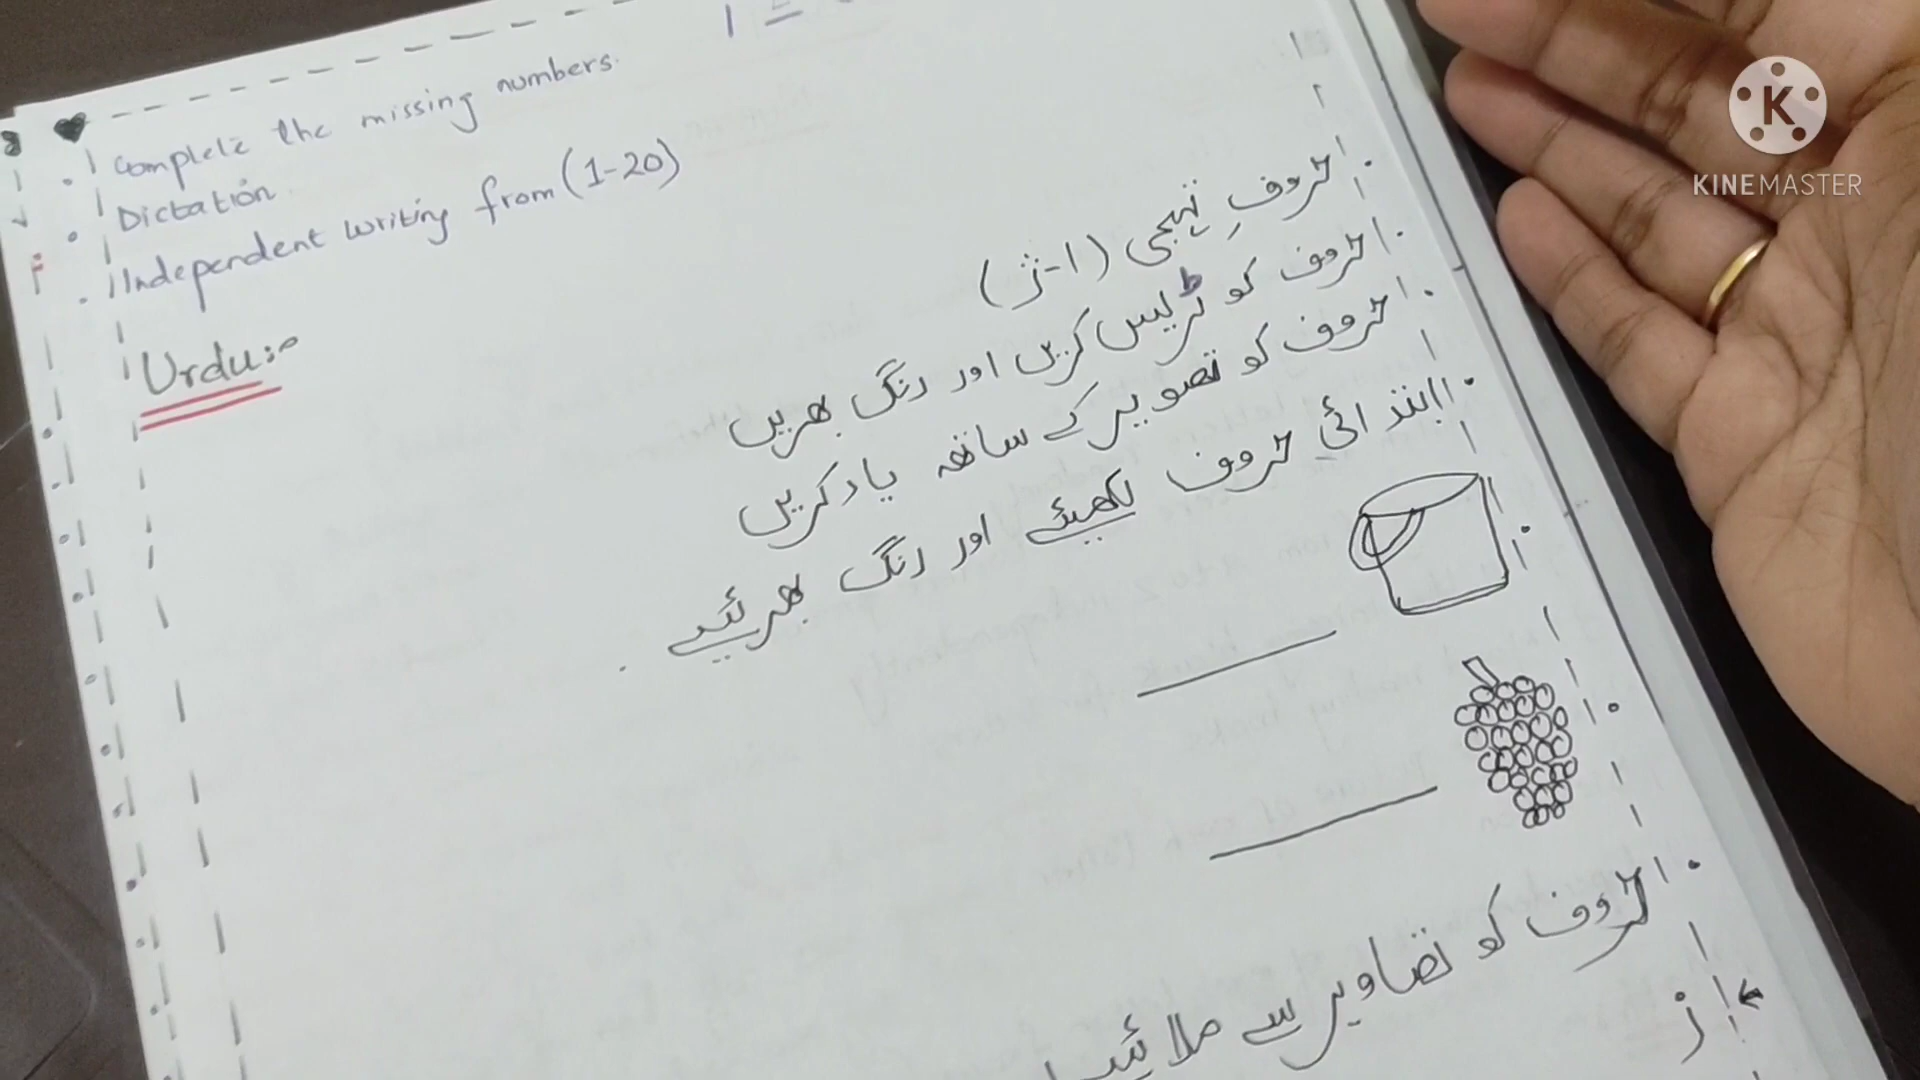 Complete the missing numbers.
Dictation
Independent writing from (1-20)
Urdu:-
حروفِ تہجی (ا-ژ)
حروف کو ٹریس کریں اور رنگ بھریں
حروف کو تصویر کے ساتھ یاد کریں
ابتدائی حروف لکھیئے اور رنگ بھریئے
حروف کو تصاویر سے ملائیے
ز
KINEMASTER